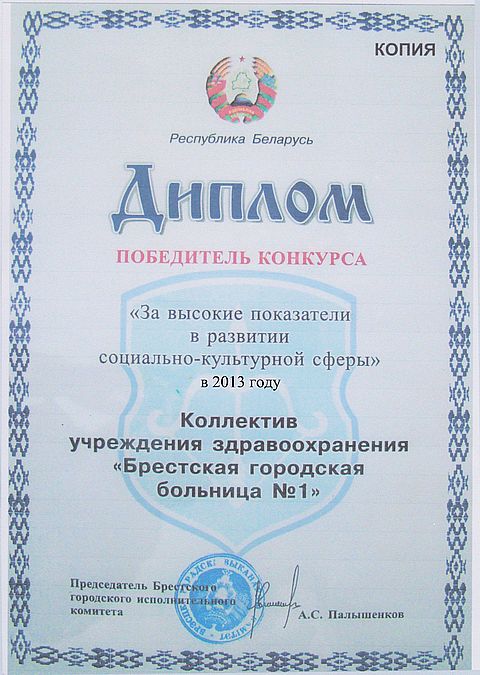 КОПИЯ
Республика Беларусь
Диплом
ПОБЕДИТЕЛЬ КОНКУРСА
«За высокие показатели
в развитии
социально-культурной сферы»
в 2013 году
Коллектив
учреждения здравоохранения
«Брестская городская
больница №1»
Председатель Брестского
городского исполнительного
комитета
А.С. Палышенков